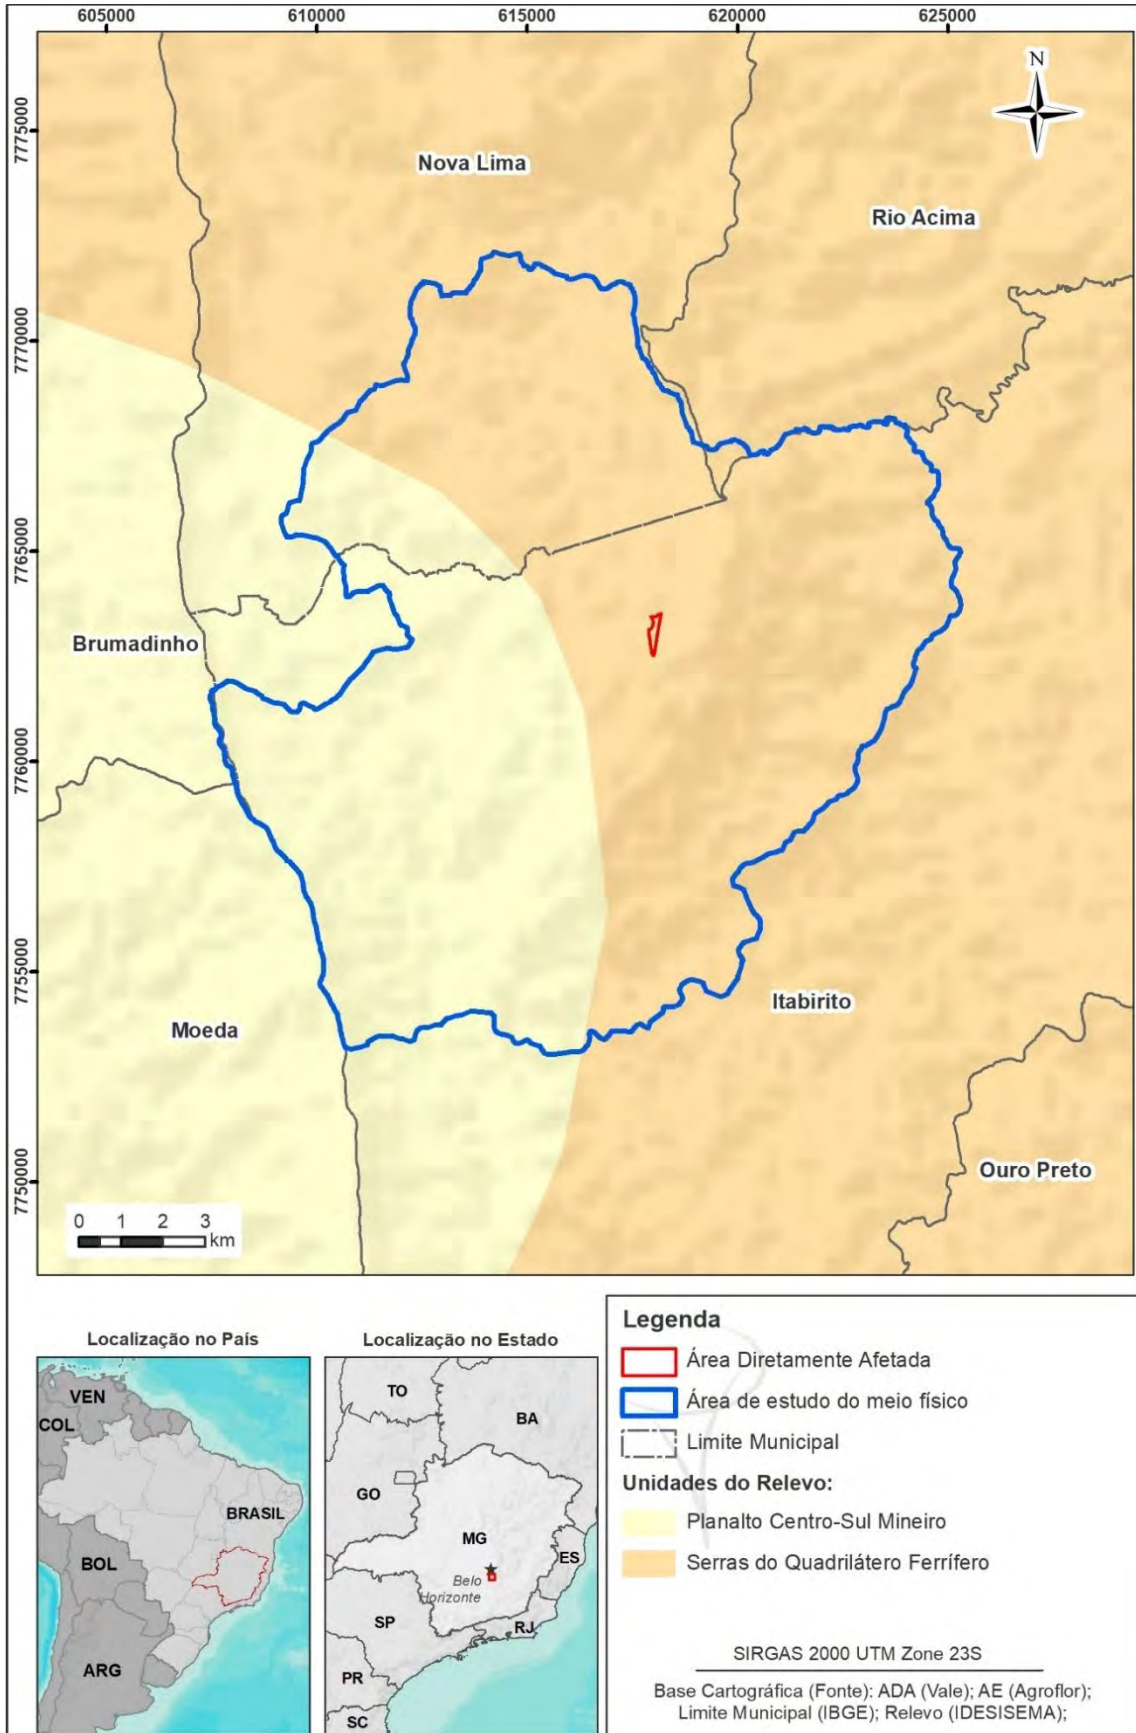 605000 610000 615000 620000 625000
N
7775000
Nova Lima
Rio Acima
7770000
7765000
Brumadinho
7760000
7755000
Itabirito
Moeda
Ouro Preto
7750000
0 1 2 3
km
Localização no País
VEN
COL
BRASIL
BOL
ARG
Localização no Estado
TO
BA
GO
MG
ES
Belo
Horizonte
SP
RJ
PR
SC
Legenda
Área Diretamente Afetada
Área de estudo do meio físico
Limite Municipal
Unidades do Relevo:
Planalto Centro-Sul Mineiro
Serras do Quadrilátero Ferrífero
SIRGAS 2000 UTM Zone 23S
Base Cartográfica (Fonte): ADA (Vale); AE (Agroflor);
Limite Municipal (IBGE); Relevo (IDESISEMA);